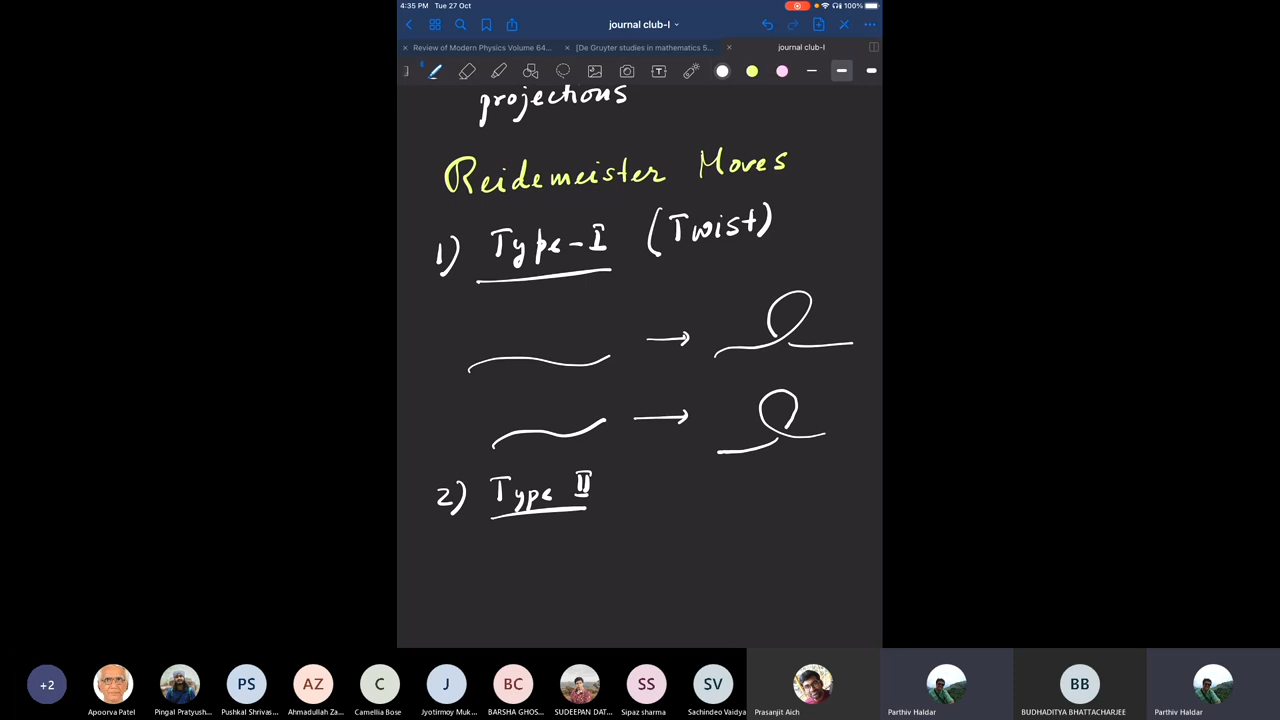 4:35 PM Tue 27 Oct
100%
journal club-I
Review of Modern Physics Volume 64...
[De Gruyter studies in mathematics 5...
journal club-I
projections
Reidemeister Moves
1) Type-I (Twist)
2) Type II
+2
PS
AZ
C
J
BC
SS
SV
BB
Apoorva Patel
Pingal Pratyush...
Pushkal Shrivas...
Ahmadullah Za...
Camellia Bose
Jyotirmoy Muk...
BARSHA GHOS...
SUDEEPAN DAT...
Sipaz sharma
Sachindeo Vaidya
Prasanjit Aich
Parthiv Haldar
BUDHADITYA BHATTACHARJEE
Parthiv Haldar